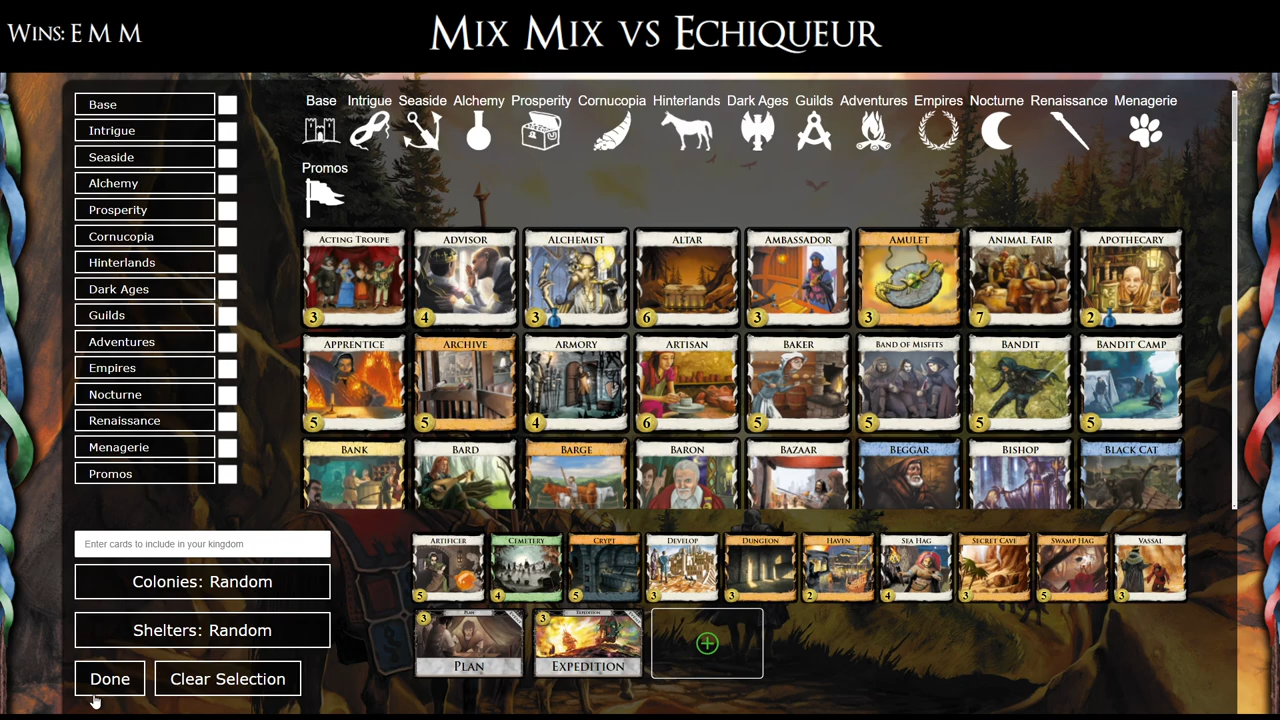 WINS: E M M
MIX MIX VS ECHIQUEUR
Base
Intrigue
Seaside
Alchemy
Prosperity
Cornucopia
Hinterlands
Dark Ages
Guilds
Adventures
Empires
Nocturne
Renaissance
Menagerie
Promos
Base Intrigue Seaside Alchemy Prosperity Cornucopia Hinterlands Dark Ages Guilds Adventures Empires Nocturne Renaissance Menagerie
Promos
ACTING TROUPE ADVISOR ALCHEMIST ALTAR AMBASSADOR AMULET ANIMAL FAIR APOTHECARY
3 4 3 6 3 3 7 2
APPRENTICE ARCHIVE ARMORY ARTISAN BAKER BAND OF MISFITS BANDIT BANDIT CAMP
5 5 4 6 5 5 5 5
BANK BARD BARGE BARON BAZAAR BEGGAR BISHOP BLACK CAT
Enter cards to include in your kingdom
Colonies: Random
Shelters: Random
Done Clear Selection
ARTIFICER CEMETERY CRYPT DEVELOP DUNGEON HAVEN SEA HAG SECRET CAVE SWAMP HAG VASSAL
5 4 5 3 3 2 4 3 5 3
PLAN EXPEDITION
3 3
PLAN EXPEDITION